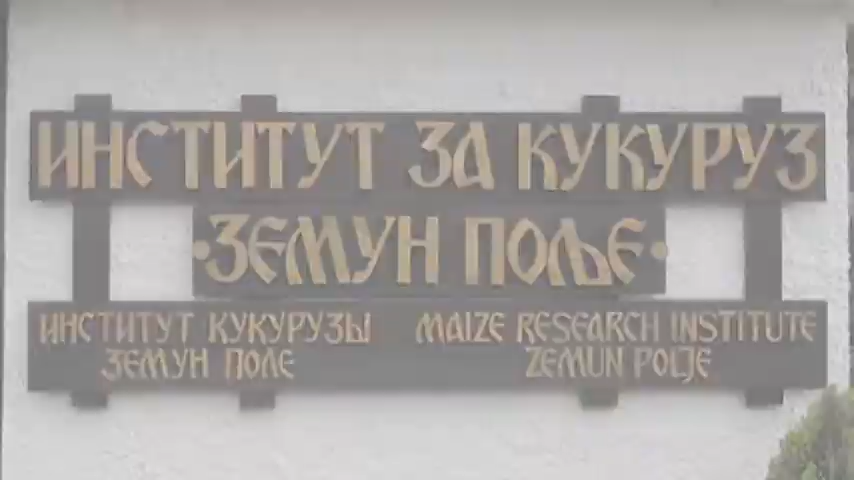 ИНСТИТУТ ЗА КУКУРУЗ
·ЗЕМУН ПОЉЕ·
ИНСТИТУТ КУКУРУЗЫ
ЗЕМУН ПОЛЕ
MAIZE RESEARCH INSTITUTE
ZEMUN POLJE